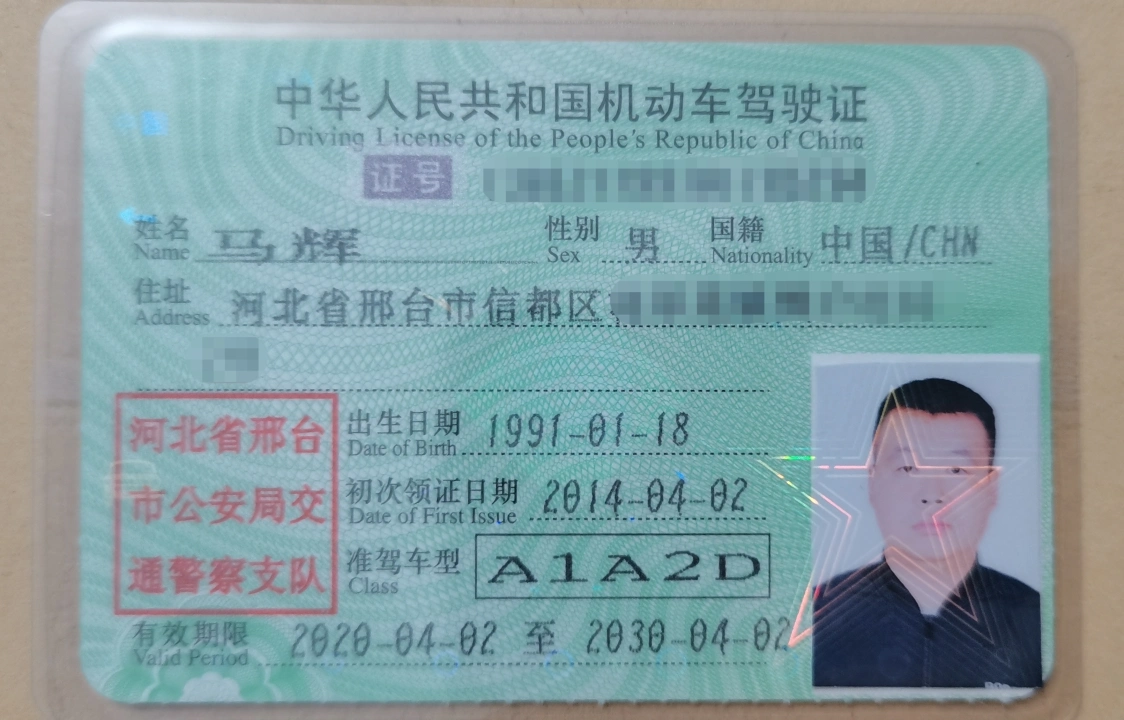 中华人民共和国机动车驾驶证
Driving License of the People's Republic of China
证号
姓名 马辉 性别 男 国籍 中国/CHN
Name Sex Nationality
住址 河北省邢台市信都区
Address
河北省邢台
市公安局交
通警察支队
出生日期 1991-01-18
Date of Birth
初次领证日期 2014-04-02
Date of First Issue
准驾车型 A1A2D
Class
有效期限 2020-04-02 至 2030-04-02
Valid Period